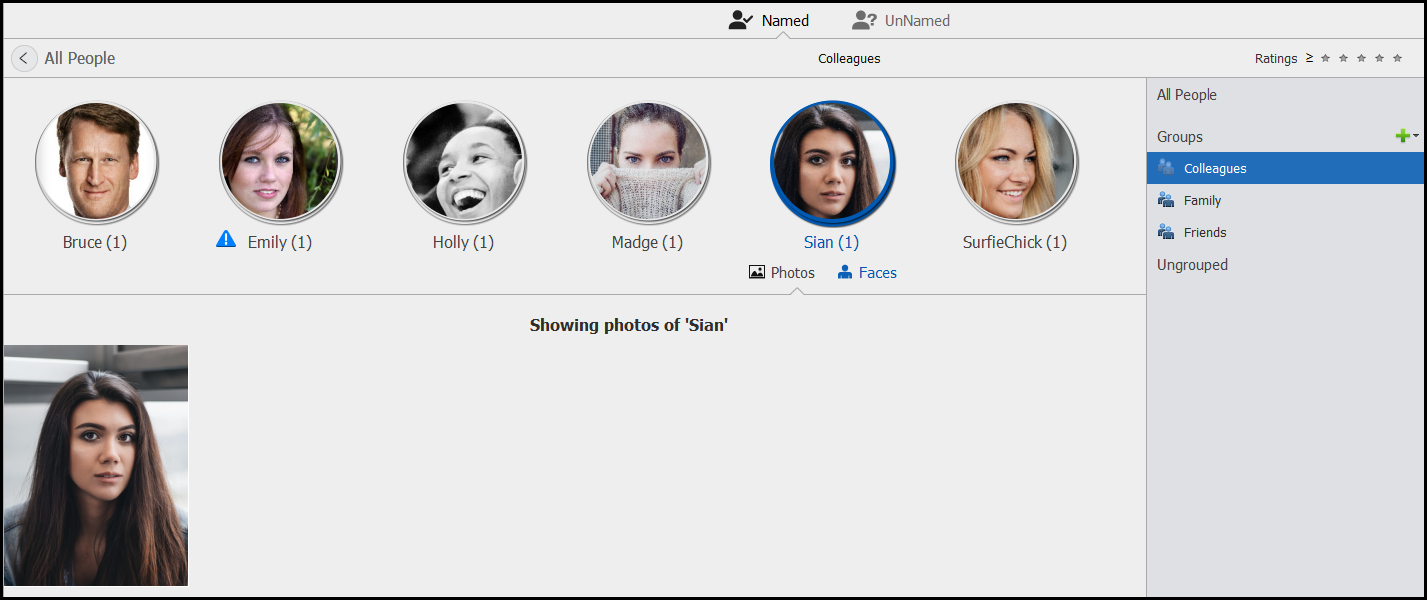 Named UnNamed
All People Colleagues Ratings ≥
All People
Groups
Colleagues
Family
Friends
Ungrouped
Bruce (1) Emily (1) Holly (1) Madge (1) Sian (1) SurfieChick (1)
Photos Faces
Showing photos of 'Sian'